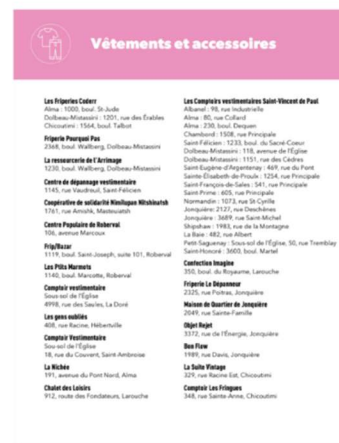 Vêtements et accessoires
Les Friperies Coderr
Alma : 1000, boul. St-Jude
Dolbeau-Mistassini : 1201, rue des Érables
Chicoutimi : 1564, boul. Talbot
Friperie Pourquoi Pas
2368, boul. Wallberg, Dolbeau-Mistassini
La ressourcerie de l'Arrimage
1230, boul. Wallberg, Dolbeau-Mistassini
Centre de dépannage vestimentaire
1145, rue Vaudreuil, Saint-Félicien
Coopérative de solidarité Nimilupan Nitshinatsh
1761, rue Amishk, Mashteuiatsh
Centre Populaire de Roberval
106, avenue Marcoux
Frip/Bazar
1119, boul. Saint-Joseph, suite 101, Roberval
Les Ptits Marmots
1140, boul. Marcotte, Roberval
Comptoir vestimentaire
Sous-sol de l'Église
4998, rue des Saules, La Doré
Les gens oubliés
408, rue Racine, Hébertville
Comptoir Vestimentaire
Sou-sol de l'Église
18, rue du Couvent, Saint-Ambroise
La Nichée
191, avenue du Pont Nord, Alma
Chalet des Loisirs
912, route des Fondateurs, Larouche
Les Comptoirs vestimentaires Saint-Vincent de Paul
Albanel : 98, rue Industrielle
Alma : 80, rue Collard
Alma : 230, boul. Dequen
Chambord : 1508, rue Principale
Saint-Félicien : 1233, boul. du Sacré-Coeur
Dolbeau-Mistassini : 118, avenue de l'Église
Dolbeau-Mistassini : 1151, rue des Cèdres
Saint-Eugène-d'Argentenay : 469, rue du Pont
Sainte-Élisabeth-de-Proulx : 1254, rue Principale
Saint-François-de-Sales : 541, rue Principale
Saint-Prime : 605, rue Principale
Normandin : 1073, rue St-Cyrille
Jonquière : 2127, rue Deschênes
Jonquière : 3689, rue Saint Michel
Shipshaw : 1983, rue de la Montagne
La Baie : 482, rue Albert
Petit-Saguenay : Sous-sol de l'Église, 50, rue Tremblay
Saint-Honoré : 3600, boul. Martel
Confection Imagine
350, boul. du Royaume, Larouche
Friperie Le Dépanneur
2325, rue Poitras, Jonquière
Maison de Quartier de Jonquière
2049, rue Sainte-Famille
Objet Rejet
3372, rue de l'Énergie, Jonquière
Ben Flaw
1989, rue Davis, Jonquière
La Suite Vintage
329, rue Racine Est, Chicoutimi
Comptoir Les Fringues
348, rue Sainte-Anne, Chicoutimi